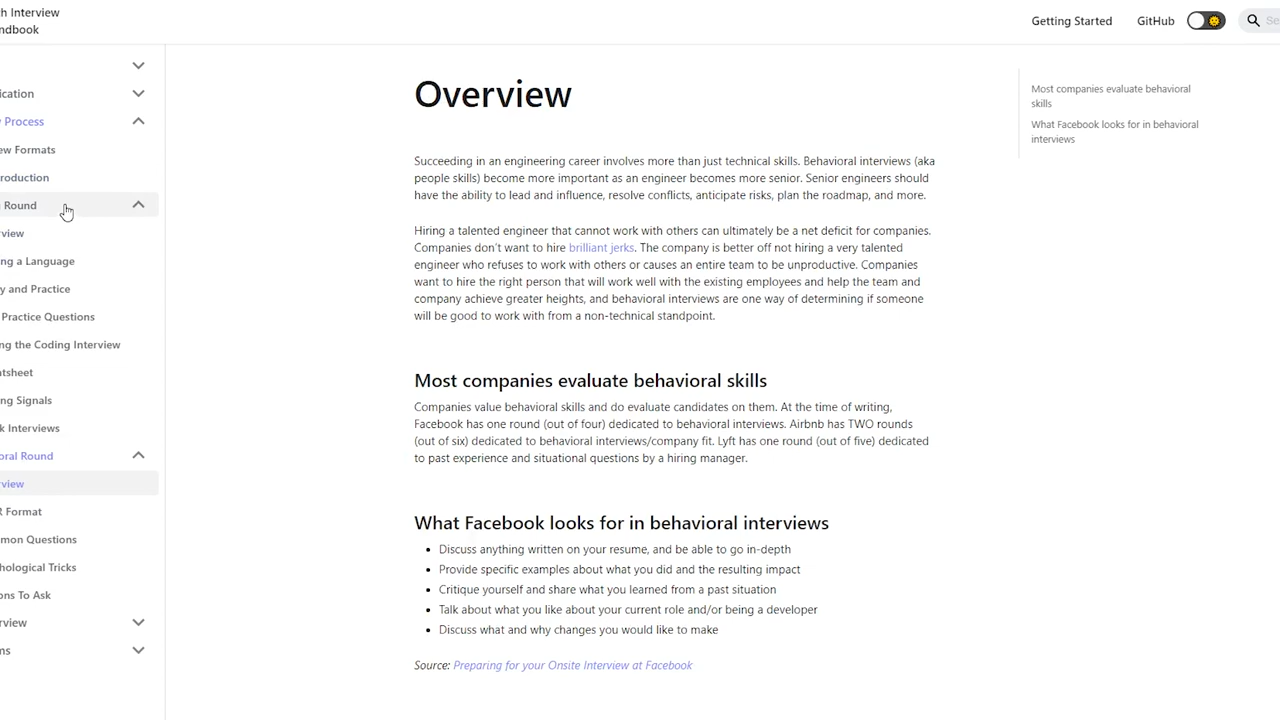 h Interview
ndbook
Getting Started
GitHub
Se
ication
Process
ew Formats
roduction
Round
view
ng a Language
y and Practice
Practice Questions
ng the Coding Interview
atsheet
ng Signals
k Interviews
oral Round
rview
R Format
mon Questions
hological Tricks
ons To Ask
rview
ms
Overview
Succeeding in an engineering career involves more than just technical skills. Behavioral interviews (aka
people skills) become more important as an engineer becomes more senior. Senior engineers should
have the ability to lead and influence, resolve conflicts, anticipate risks, plan the roadmap, and more.
Hiring a talented engineer that cannot work with others can ultimately be a net deficit for companies.
Companies don't want to hire brilliant jerks. The company is better off not hiring a very talented
engineer who refuses to work with others or causes an entire team to be unproductive. Companies
want to hire the right person that will work well with the existing employees and help the team and
company achieve greater heights, and behavioral interviews are one way of determining if someone
will be good to work with from a non-technical standpoint.
Most companies evaluate behavioral skills
Companies value behavioral skills and do evaluate candidates on them. At the time of writing,
Facebook has one round (out of four) dedicated to behavioral interviews. Airbnb has TWO rounds
(out of six) dedicated to behavioral interviews/company fit. Lyft has one round (out of five) dedicated
to past experience and situational questions by a hiring manager.
What Facebook looks for in behavioral interviews
• Discuss anything written on your resume, and be able to go in-depth
• Provide specific examples about what you did and the resulting impact
• Critique yourself and share what you learned from a past situation
• Talk about what you like about your current role and/or being a developer
• Discuss what and why changes you would like to make
Source: Preparing for your Onsite Interview at Facebook
Most companies evaluate behavioral
skills
What Facebook looks for in behavioral
interviews